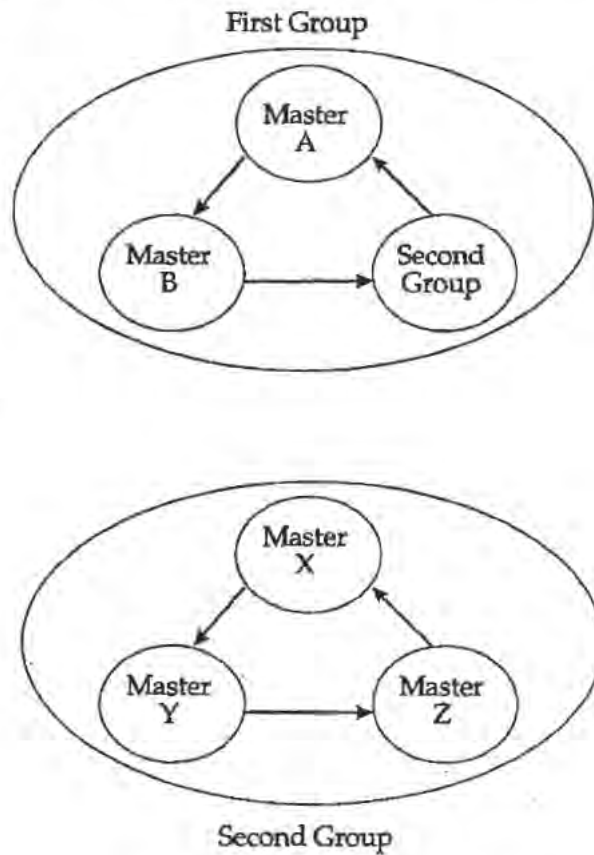 First Group
Master
A
Master
B
Second
Group
Master
X
Master
Y
Master
Z
Second Group